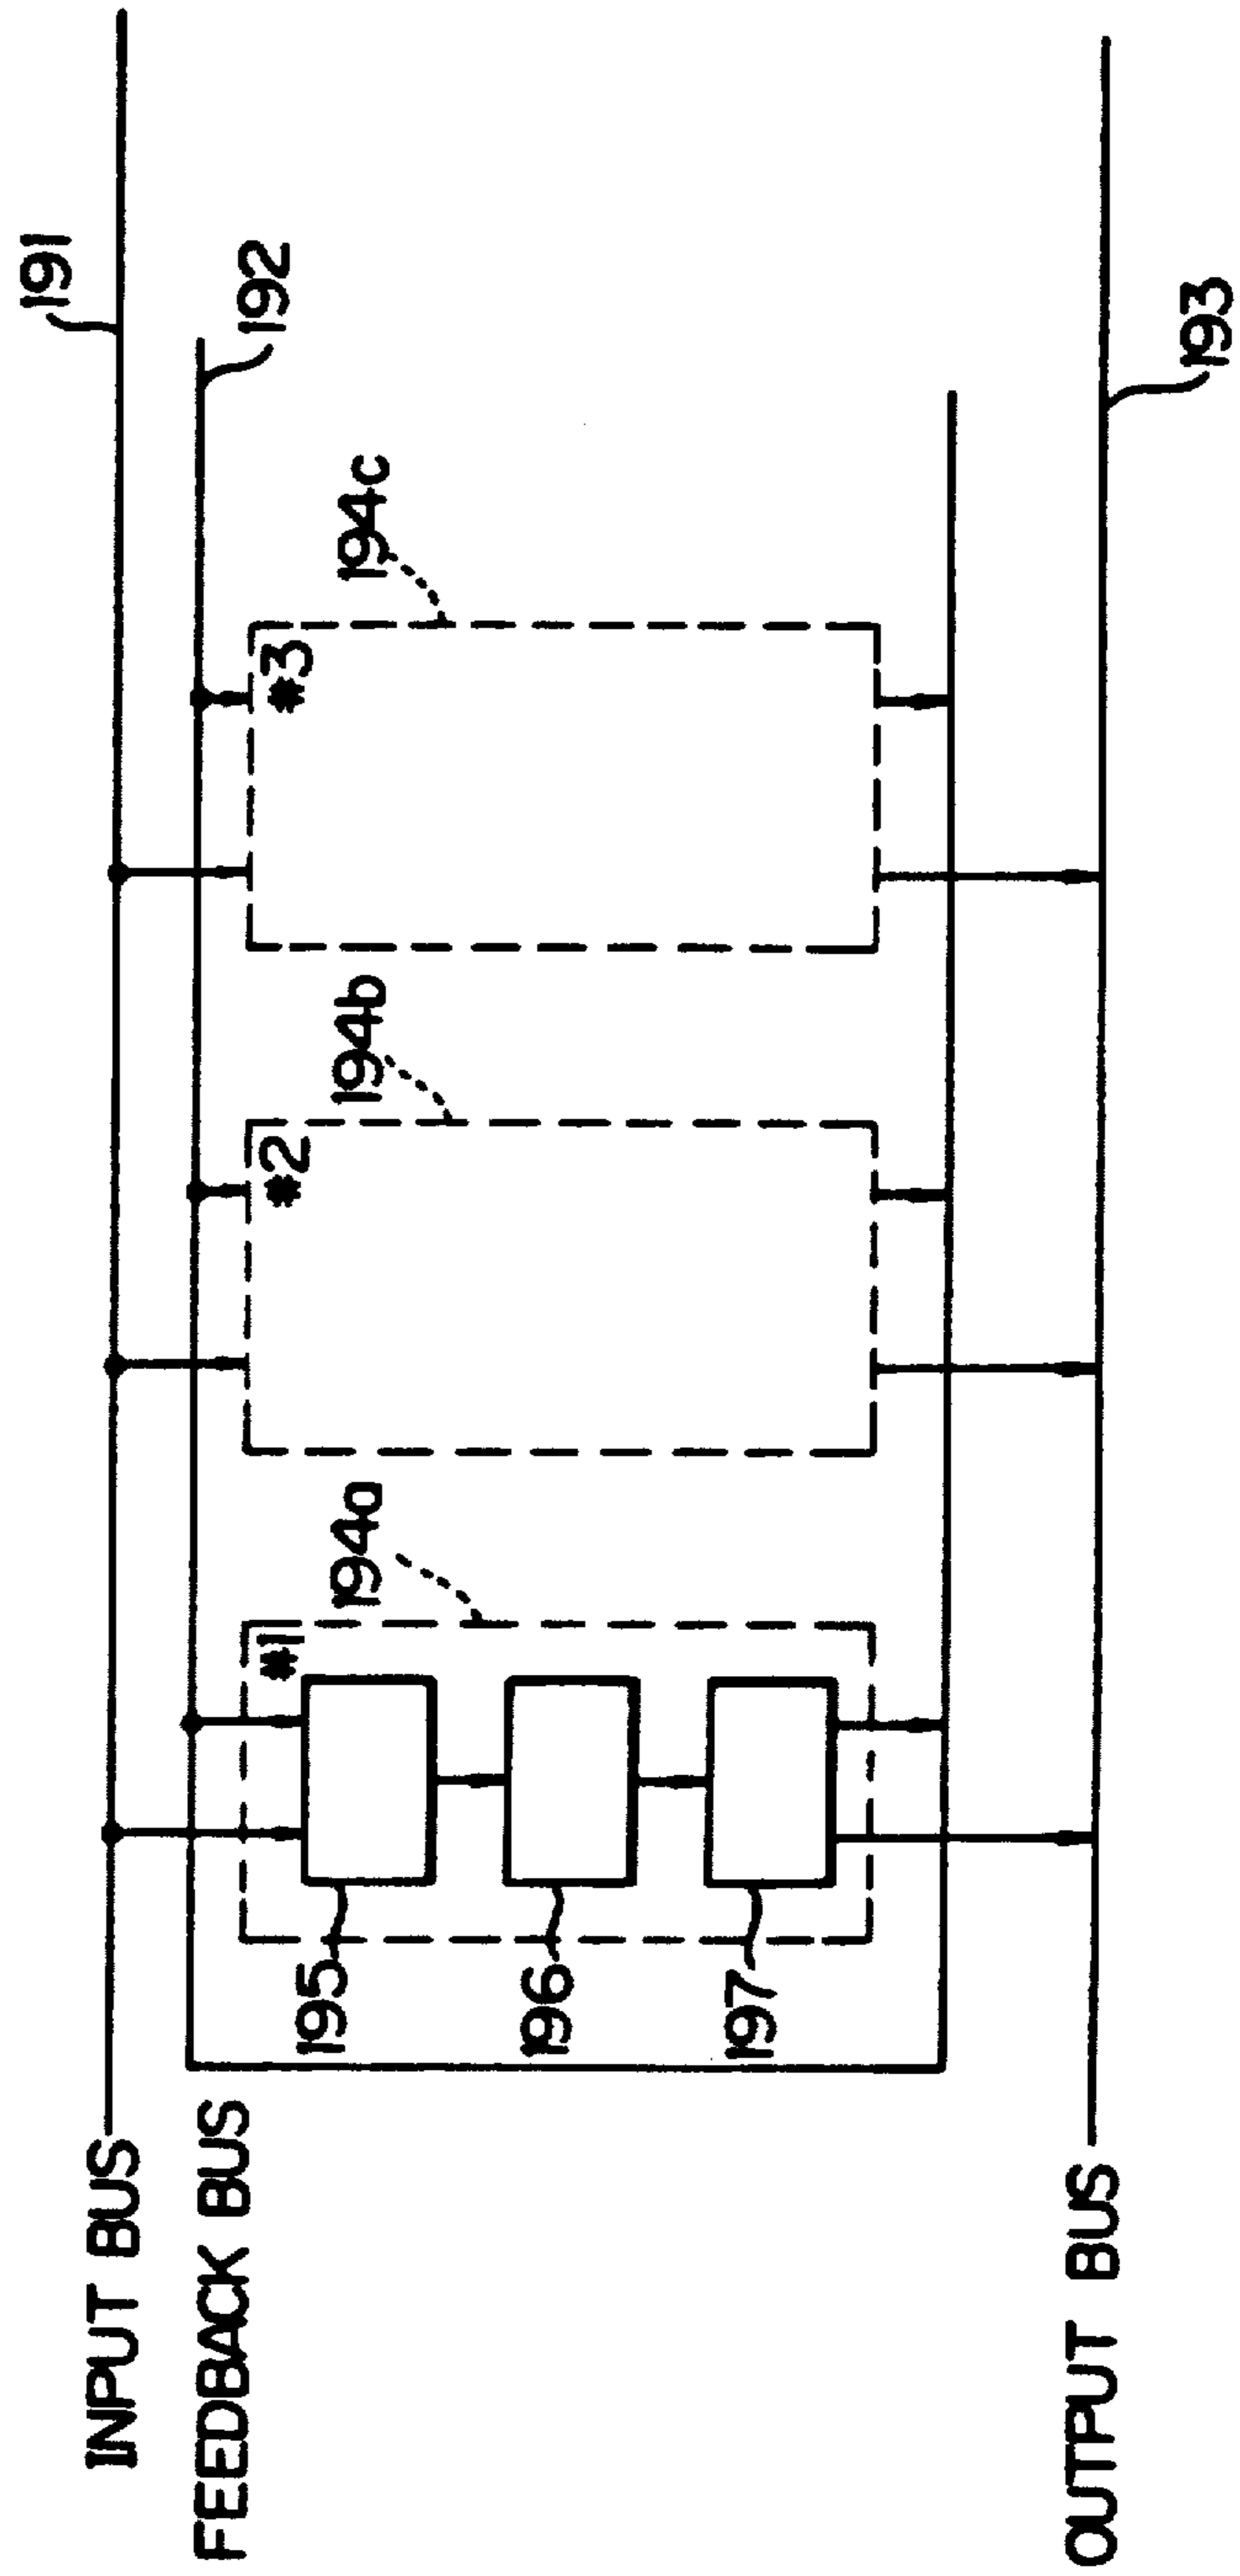 INPUT BUS
191
FEEDBACK BUS
192
194a
194b
194c
*1
*2
*3
195
196
197
OUTPUT BUS
193